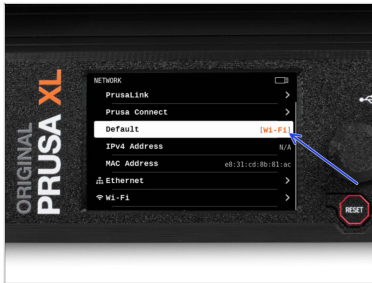 ORIGINAL
PRUSA XL
NETWORK
PrusaLink >
Prusa Connect >
Default [Wi-Fi]
IPv4 Address N/A
MAC Address e8:31:cd:8b:81:ac
Ethernet >
Wi-Fi >
RESET